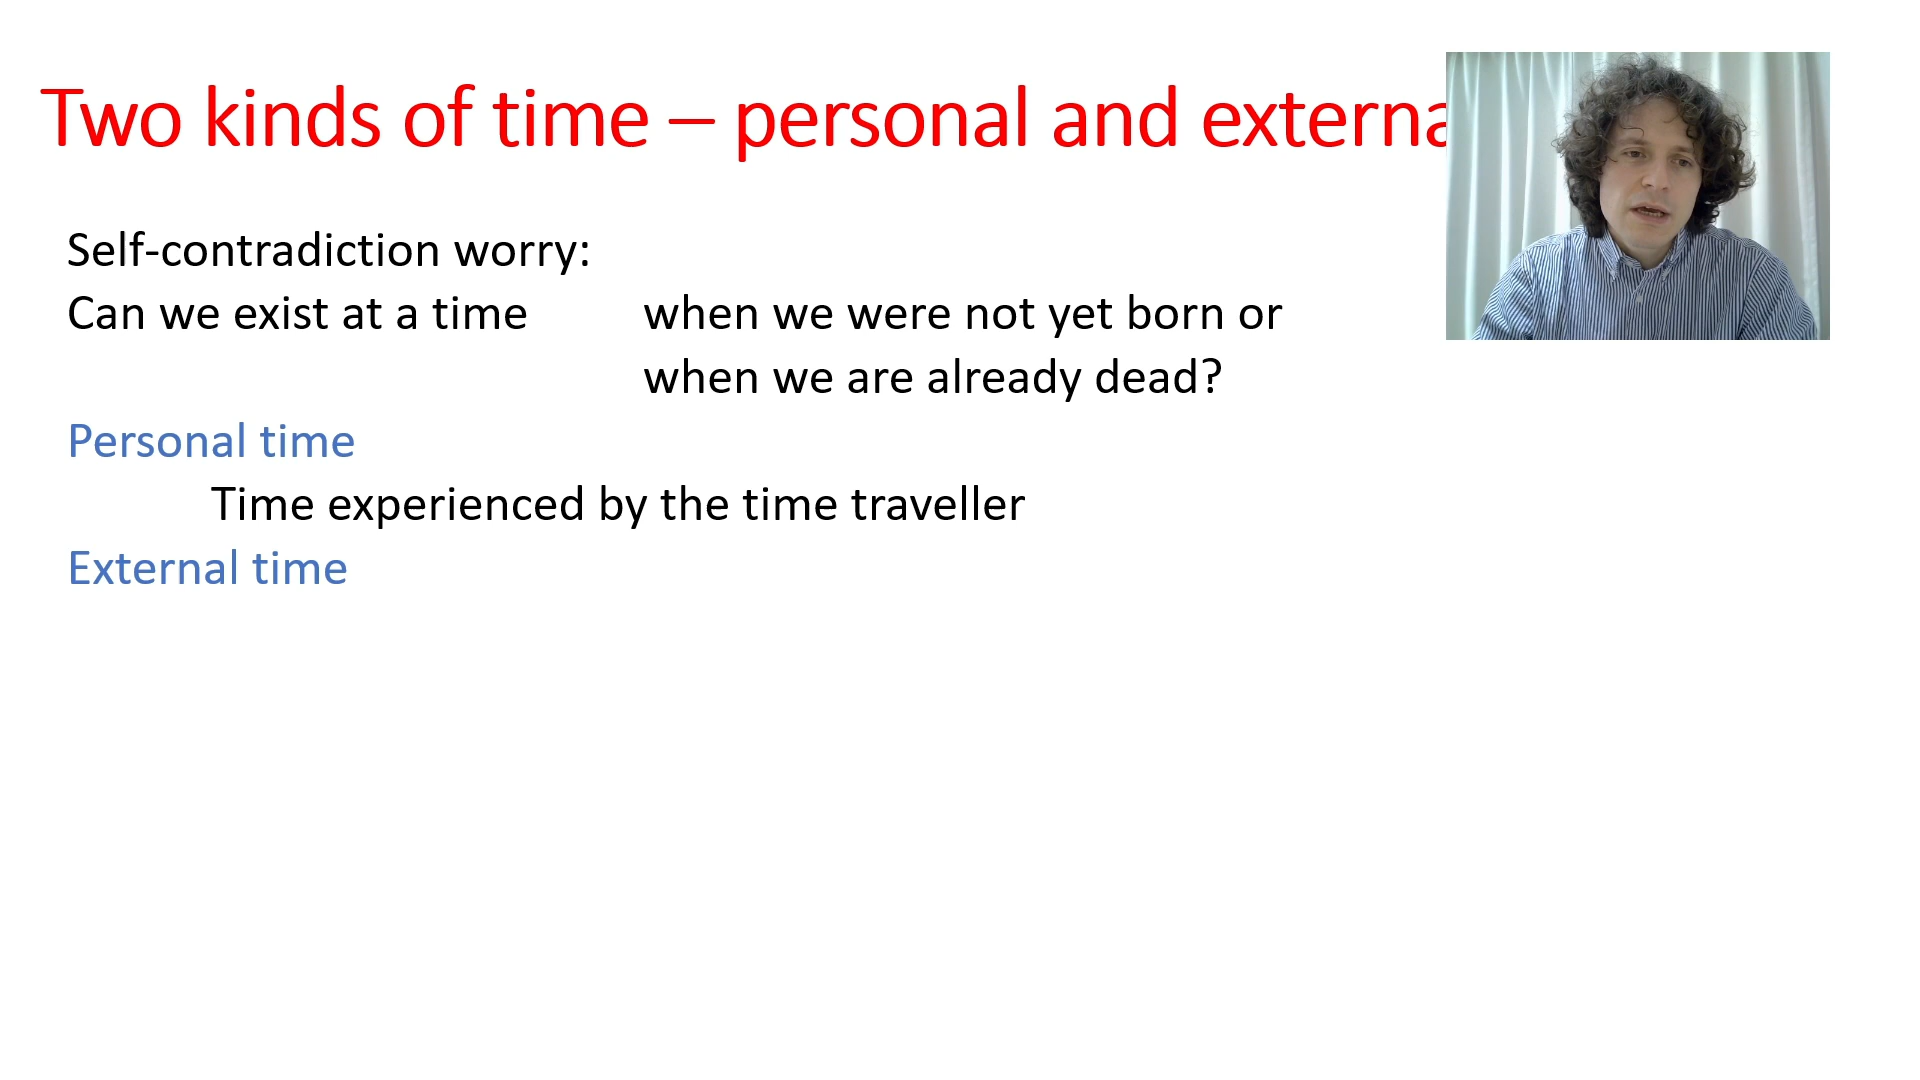 Two kinds of time – personal and externa
Self-contradiction worry:
Can we exist at a time when we were not yet born or
when we are already dead?
Personal time
Time experienced by the time traveller
External time